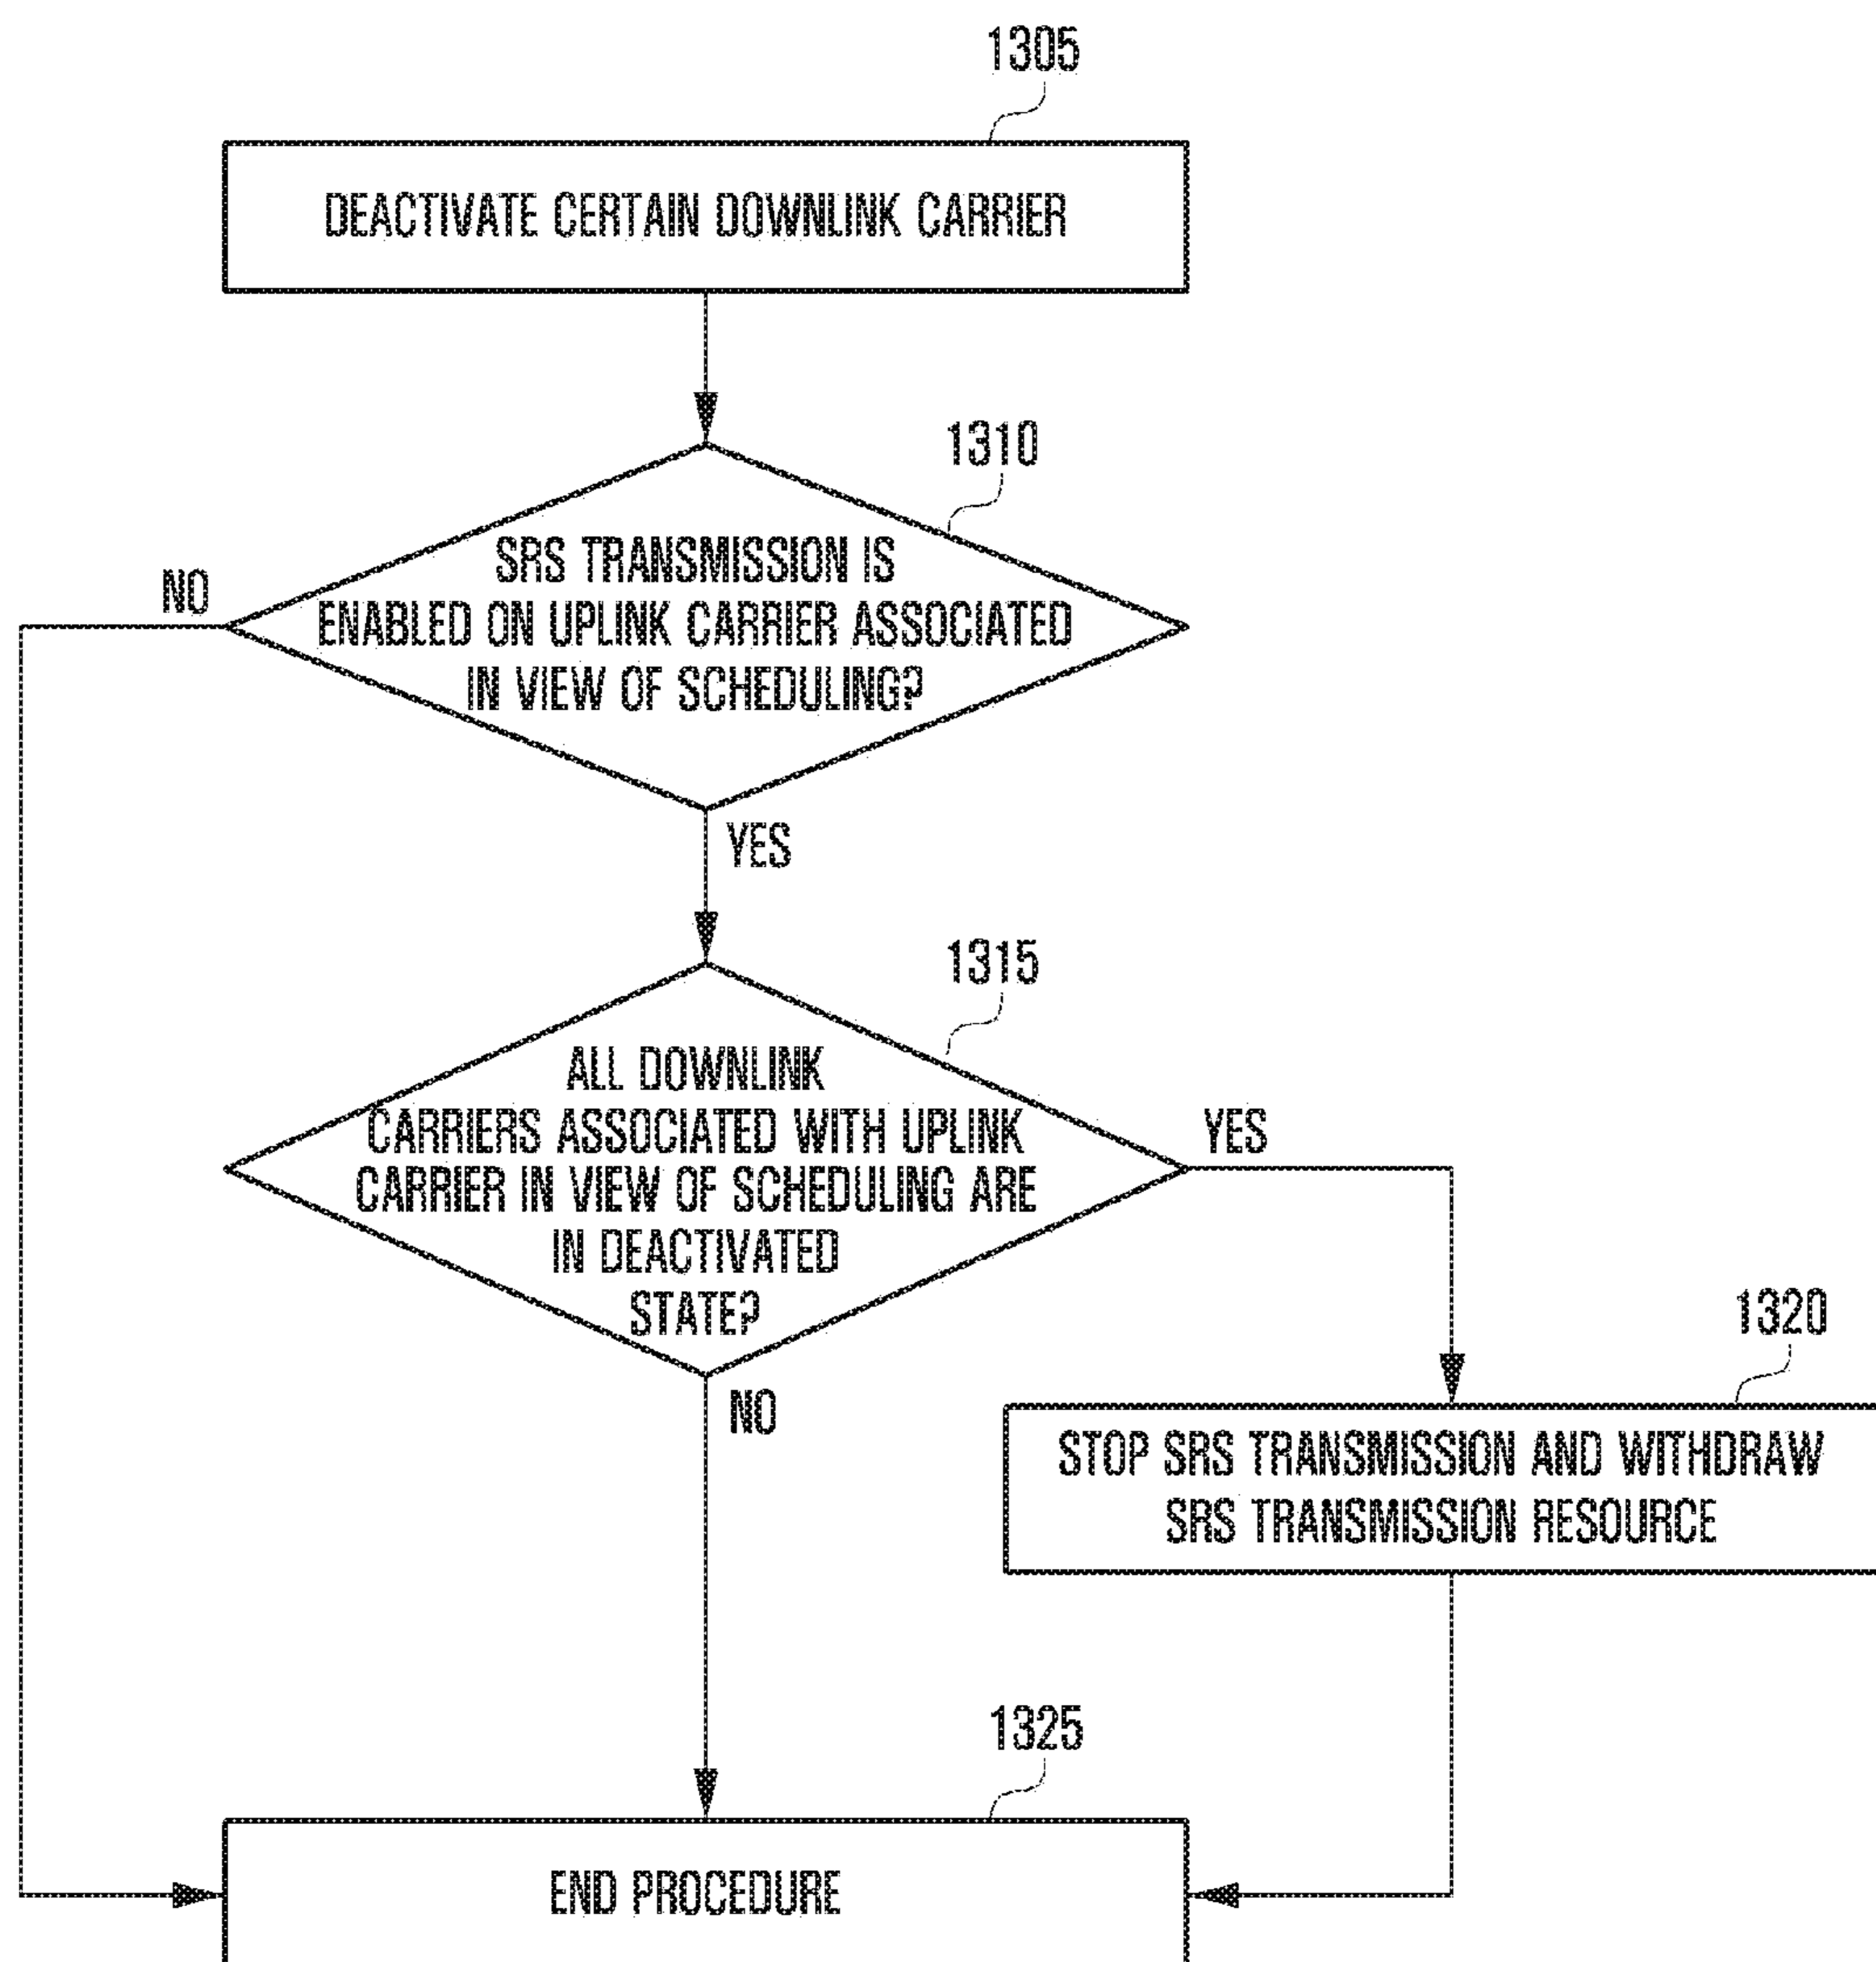 1305
DEACTIVATE CERTAIN DOWNLINK CARRIER
1310
SRS TRANSMISSION IS
ENABLED ON UPLINK CARRIER ASSOCIATED
IN VIEW OF SCHEDULING?
NO
YES
1315
ALL DOWNLINK
CARRIERS ASSOCIATED WITH UPLINK
CARRIER IN VIEW OF SCHEDULING ARE
IN DEACTIVATED
STATE?
YES
NO
1320
STOP SRS TRANSMISSION AND WITHDRAW
SRS TRANSMISSION RESOURCE
1325
END PROCEDURE